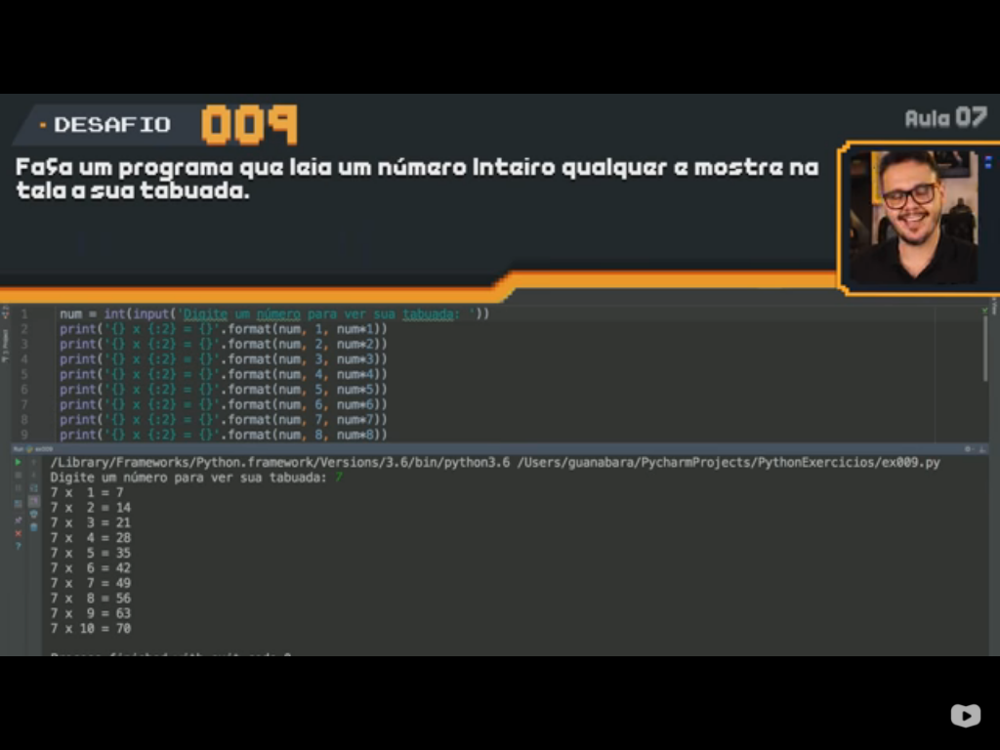 DESAFIO 009
Aula 07
Faça um programa que leia um número Inteiro qualquer e mostre na
tela a sua tabuada.
1 num = int(input('Digite um número para ver sua tabuada: '))
2 print('{} x {:2} = {}'.format(num, 1, num*1))
3 print('{} x {:2} = {}'.format(num, 2, num*2))
4 print('{} x {:2} = {}'.format(num, 3, num*3))
5 print('{} x {:2} = {}'.format(num, 4, num*4))
6 print('{} x {:2} = {}'.format(num, 5, num*5))
7 print('{} x {:2} = {}'.format(num, 6, num*6))
8 print('{} x {:2} = {}'.format(num, 7, num*7))
9 print('{} x {:2} = {}'.format(num, 8, num*8))
Run ex009
/Library/Frameworks/Python.framework/Versions/3.6/bin/python3.6 /Users/guanabara/PycharmProjects/PythonExercicios/ex009.py
Digite um número para ver sua tabuada: 7
7 x  1 = 7
7 x  2 = 14
7 x  3 = 21
7 x  4 = 28
7 x  5 = 35
7 x  6 = 42
7 x  7 = 49
7 x  8 = 56
7 x  9 = 63
7 x 10 = 70